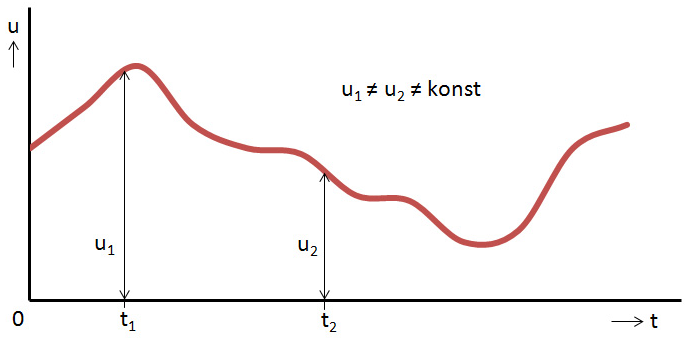 u
u₁ ≠ u₂ ≠ konst
u₁
u₂
0
t₁
t₂
t